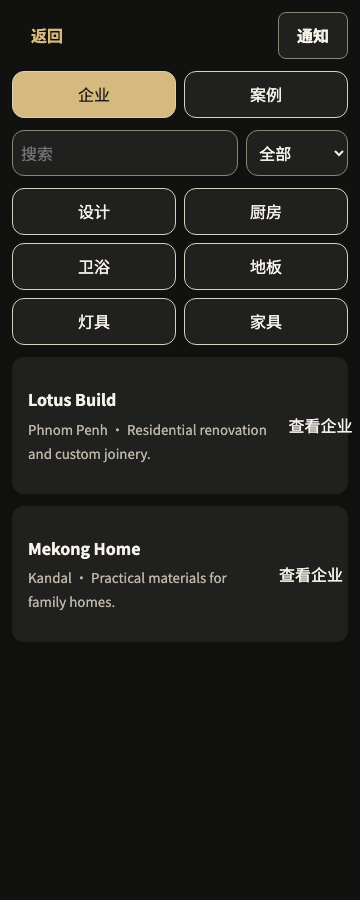 返回
通知
企业
案例
搜索
全部
设计
厨房
卫浴
地板
灯具
家具
Lotus Build
Phnom Penh • Residential renovation
and custom joinery.
查看企业
Mekong Home
Kandal • Practical materials for
family homes.
查看企业